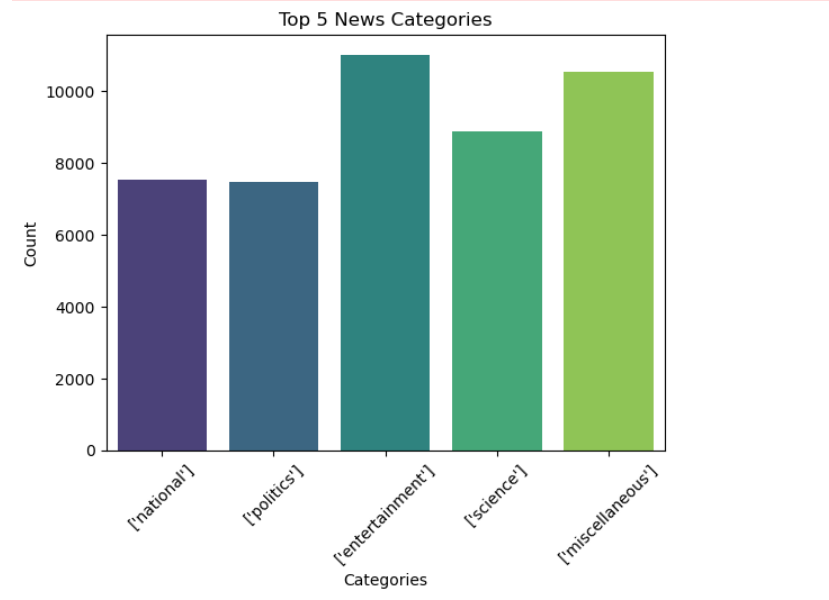 Top 5 News Categories
10000
8000
6000
4000
2000
0
Count
['national']
['politics']
['entertainment']
['science']
['miscellaneous']
Categories